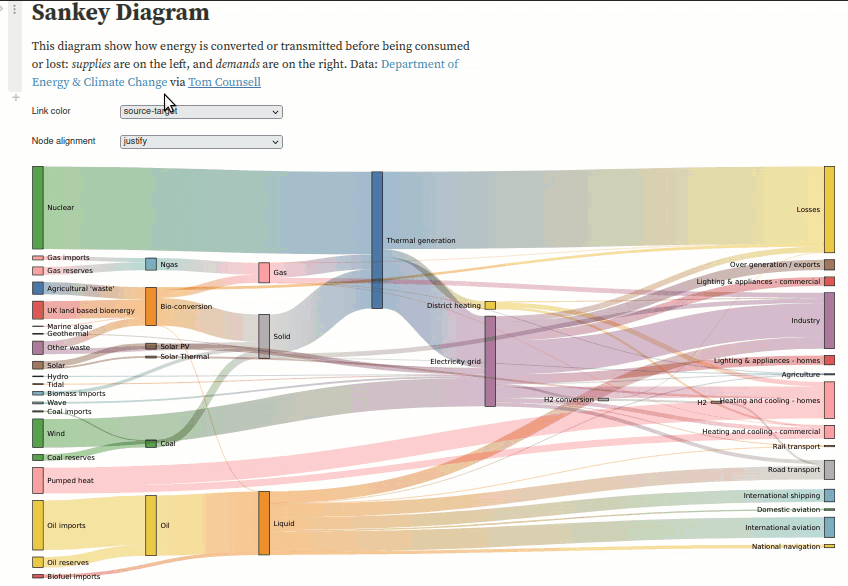 Sankey Diagram
This diagram show how energy is converted or transmitted before being consumed
or lost: supplies are on the left, and demands are on the right. Data: Department of
Energy & Climate Change via Tom Counsell
Link color
source-target
Node alignment
justify
Nuclear
Losses
Thermal generation
Gas imports
Ngas
Over generation / exports
Gas reserves
Gas
Lighting & appliances - commercial
Agricultural 'waste'
Bio-conversion
District heating
UK land based bioenergy
Industry
Marine algae
Geothermal
Solid
Other waste
Solar PV
Solar Thermal
Electricity grid
Lighting & appliances - homes
Solar
Agriculture
Hydro
Tidal
Biomass imports
Wave
H2 conversion
H2
Heating and cooling - homes
Coal imports
Wind
Heating and cooling - commercial
Coal
Rail transport
Coal reserves
Road transport
Pumped heat
International shipping
Domestic aviation
Oil imports
Oil
Liquid
International aviation
National navigation
Oil reserves
Biofuel imports